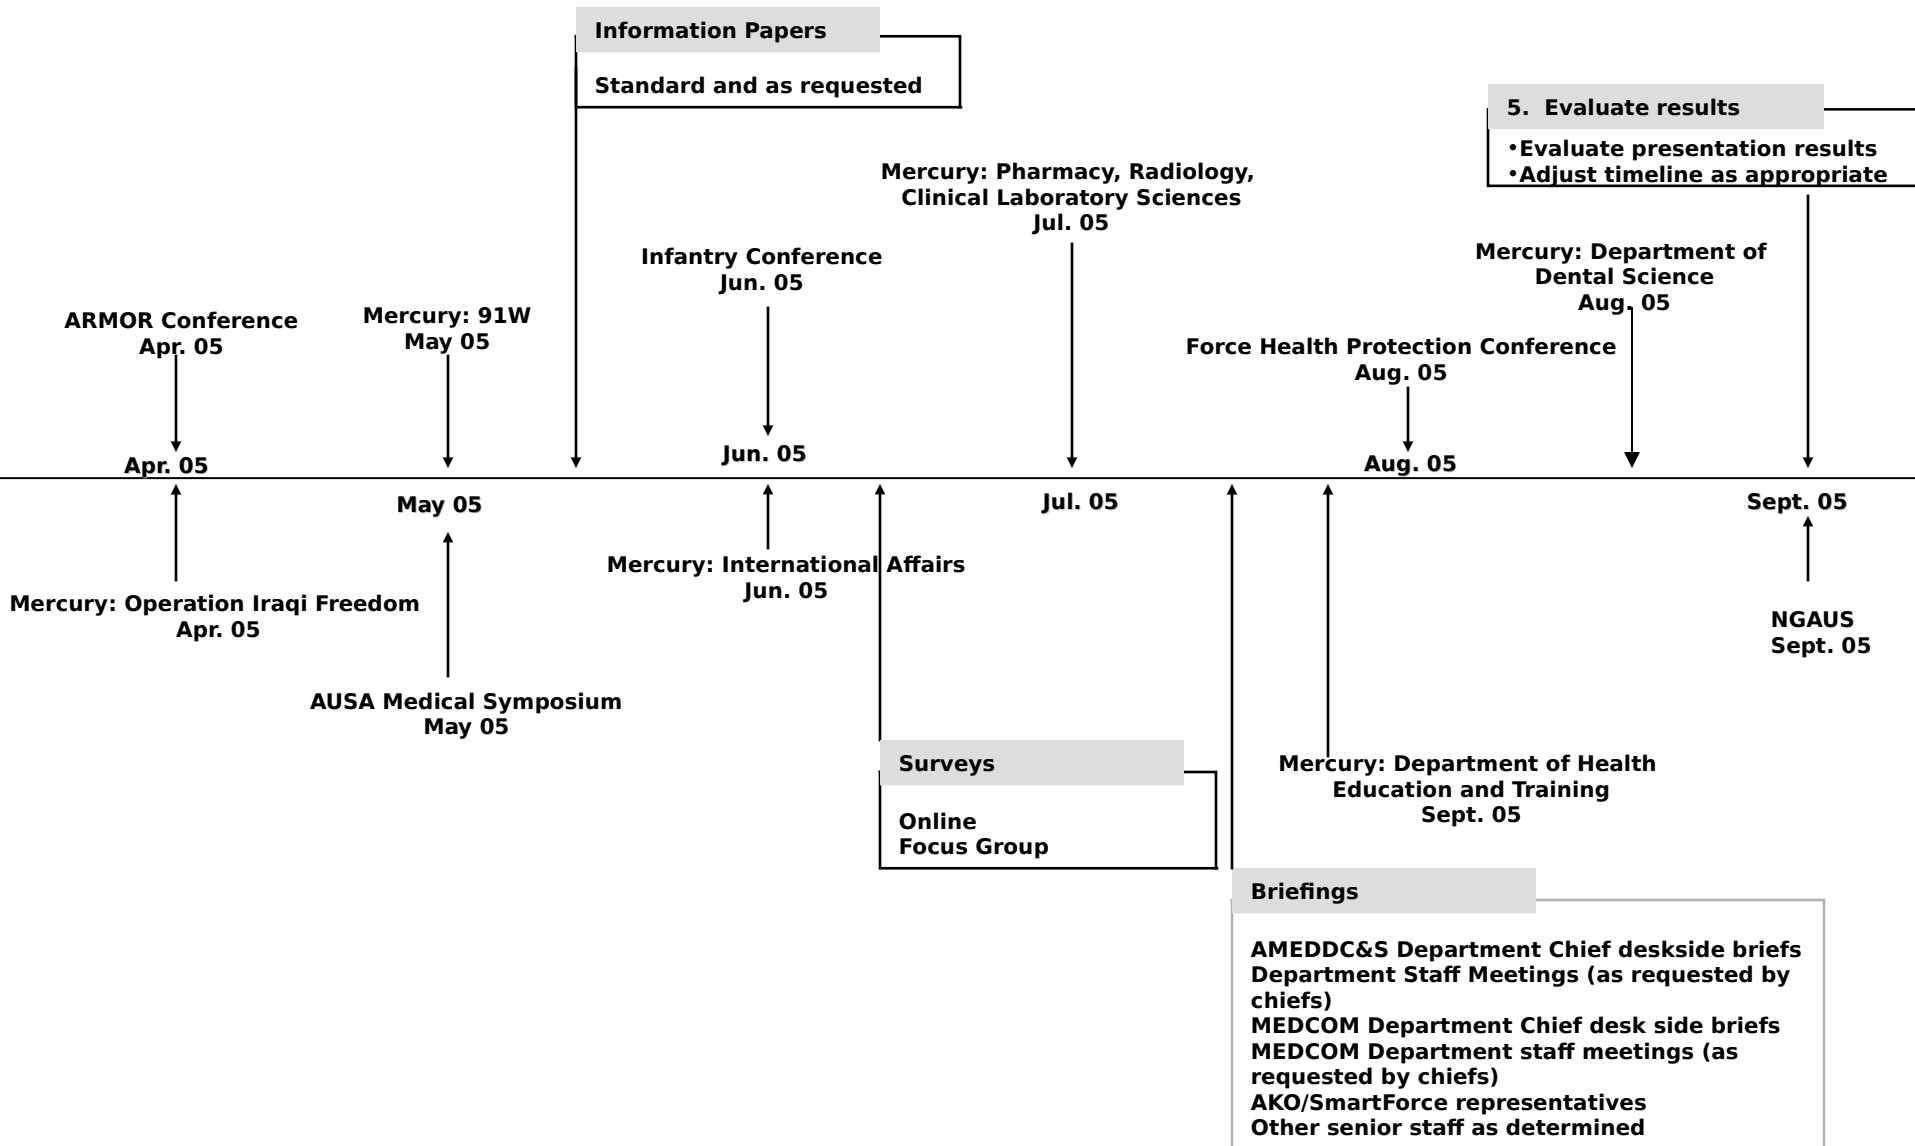 Information Papers
Standard and as requested
5.  Evaluate results
•Evaluate presentation results
•Adjust timeline as appropriate
Mercury: Pharmacy, Radiology,
Clinical Laboratory Sciences
Jul. 05
Infantry Conference
Jun. 05
Mercury: Department of
Dental Science
Aug. 05
ARMOR Conference
Apr. 05
Mercury: 91W
May 05
Force Health Protection Conference
Aug. 05
Apr. 05
May 05
Jun. 05
Jul. 05
Aug. 05
Sept. 05
Mercury: International Affairs
Jun. 05
Mercury: Operation Iraqi Freedom
Apr. 05
NGAUS
Sept. 05
AUSA Medical Symposium
May 05
Surveys
Online
Focus Group
Mercury: Department of Health
Education and Training
Sept. 05
Briefings
AMEDDC&S Department Chief deskside briefs
Department Staff Meetings (as requested by
chiefs)
MEDCOM Department Chief desk side briefs
MEDCOM Department staff meetings (as
requested by chiefs)
AKO/SmartForce representatives
Other senior staff as determined